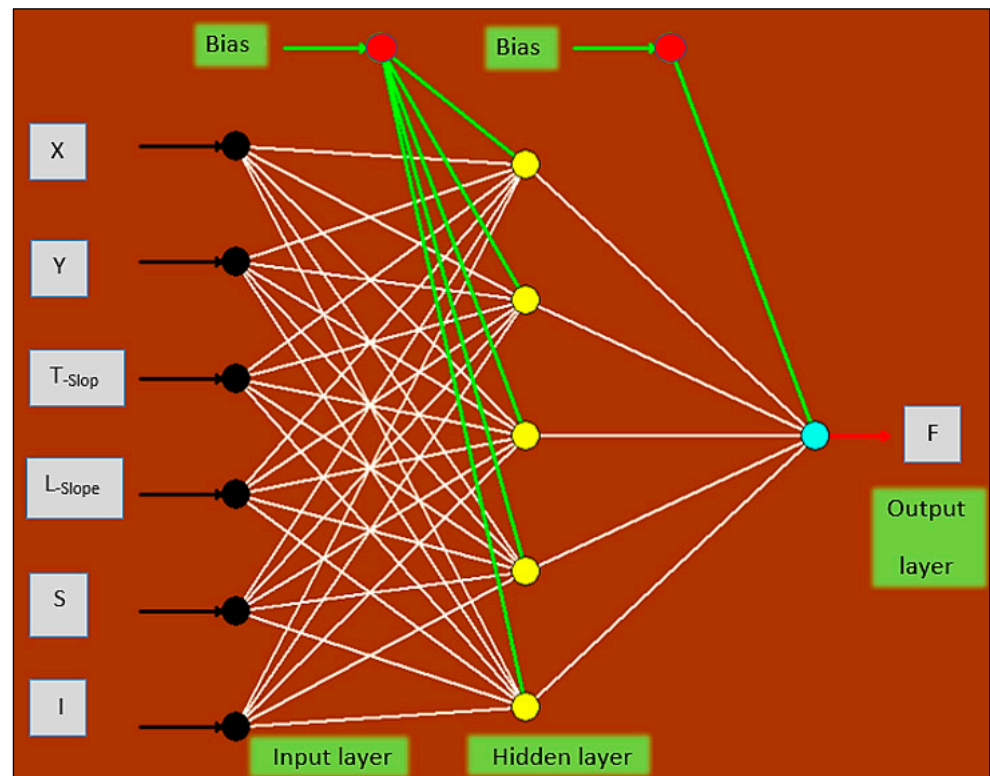 Bias
Bias
X
Y
T-Slop
L-Slope
S
I
F
Output
layer
Input layer
Hidden layer